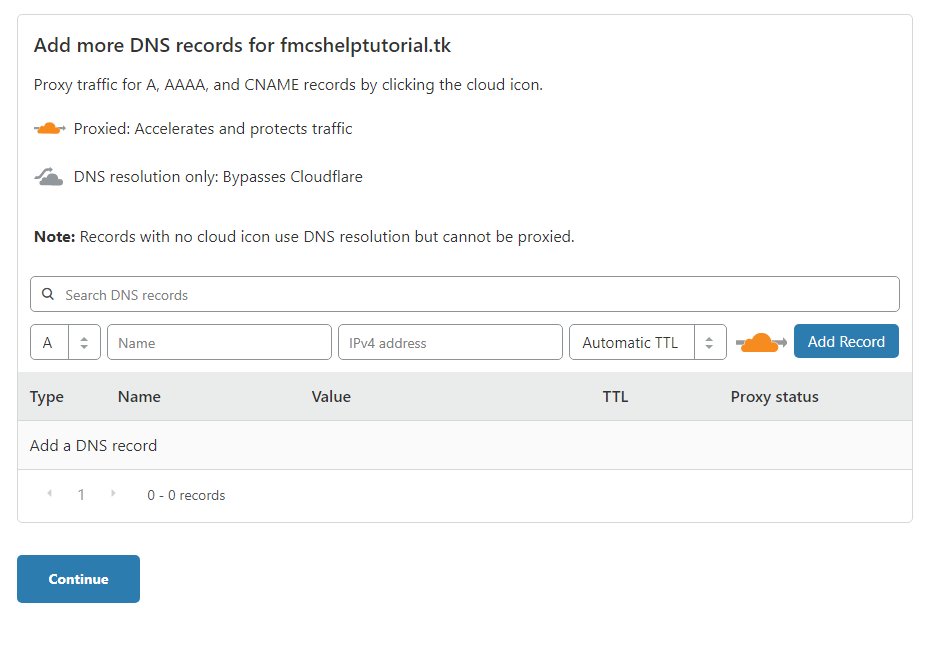 Add more DNS records for fmcshelptutorial.tk
Proxy traffic for A, AAAA, and CNAME records by clicking the cloud icon.
Proxied: Accelerates and protects traffic
DNS resolution only: Bypasses Cloudflare
Note: Records with no cloud icon use DNS resolution but cannot be proxied.
Search DNS records
A Name IPv4 address Automatic TTL Add Record
Type Name Value TTL Proxy status
Add a DNS record
1 0 - 0 records
Continue